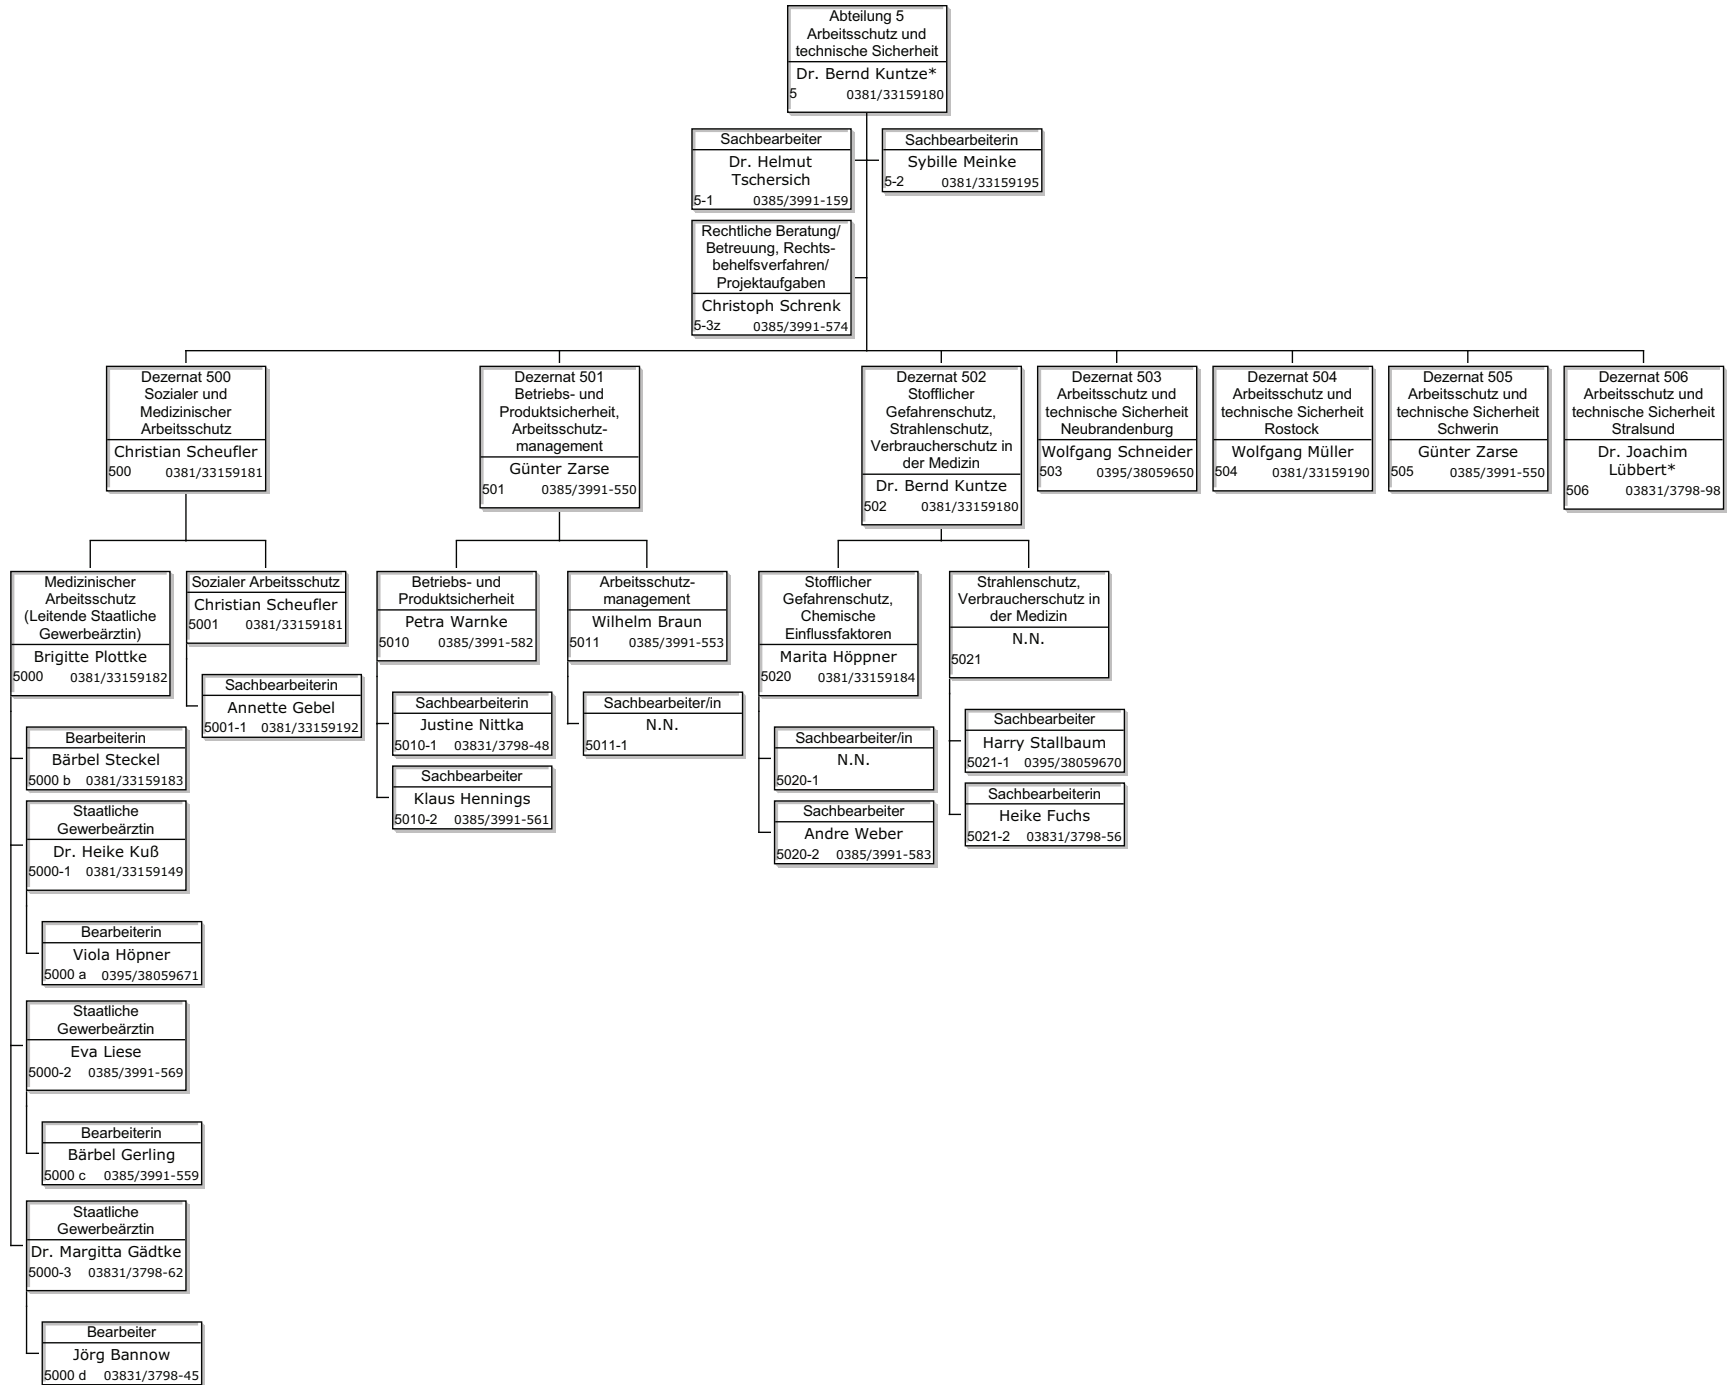 Abteilung 5
Arbeitsschutz und
technische Sicherheit
Dr. Bernd Kuntze*
5 0381/33159180
Sachbearbeiter
Dr. Helmut
Tschersich
5-1 0385/3991-159
Sachbearbeiterin
Sybille Meinke
5-2 0381/33159195
Rechtliche Beratung/
Betreuung, Rechts-
behelfsverfahren/
Projektaufgaben
Christoph Schrenk
5-3z 0385/3991-574
Dezernat 500
Sozialer und
Medizinischer
Arbeitsschutz
Christian Scheufler
500 0381/33159181
Dezernat 501
Betriebs- und
Produktsicherheit,
Arbeitsschutz-
management
Günter Zarse
501 0385/3991-550
Dezernat 502
Stofflicher
Gefahrenschutz,
Strahlenschutz,
Verbraucherschutz in
der Medizin
Dr. Bernd Kuntze
502 0381/33159180
Dezernat 503
Arbeitsschutz und
technische Sicherheit
Neubrandenburg
Wolfgang Schneider
503 0395/38059650
Dezernat 504
Arbeitsschutz und
technische Sicherheit
Rostock
Wolfgang Müller
504 0381/33159190
Dezernat 505
Arbeitsschutz und
technische Sicherheit
Schwerin
Günter Zarse
505 0385/3991-550
Dezernat 506
Arbeitsschutz und
technische Sicherheit
Stralsund
Dr. Joachim
Lübbert*
506 03831/3798-98
Medizinischer
Arbeitsschutz
(Leitende Staatliche
Gewerbeärztin)
Brigitte Plottke
5000 0381/33159182
Bearbeiterin
Bärbel Steckel
5000 b 0381/33159183
Staatliche
Gewerbeärztin
Dr. Heike Kuß
5000-1 0381/33159149
Bearbeiterin
Viola Höpner
5000 a 0395/38059671
Staatliche
Gewerbeärztin
Eva Liese
5000-2 0385/3991-569
Bearbeiterin
Bärbel Gerling
5000 c 0385/3991-559
Staatliche
Gewerbeärztin
Dr. Margitta Gädtke
5000-3 03831/3798-62
Bearbeiter
Jörg Bannow
5000 d 03831/3798-45
Sozialer Arbeitsschutz
Christian Scheufler
5001 0381/33159181
Sachbearbeiterin
Annette Gebel
5001-1 0381/33159192
Betriebs- und
Produktsicherheit
Petra Warnke
5010 0385/3991-582
Sachbearbeiterin
Justine Nittka
5010-1 03831/3798-48
Sachbearbeiter
Klaus Hennings
5010-2 0385/3991-561
Arbeitsschutz-
management
Wilhelm Braun
5011 0385/3991-553
Sachbearbeiter/in
N.N.
5011-1
Stofflicher
Gefahrenschutz,
Chemische
Einflussfaktoren
Marita Höppner
5020 0381/33159184
Sachbearbeiter/in
N.N.
5020-1
Sachbearbeiter
Andre Weber
5020-2 0385/3991-583
Strahlenschutz,
Verbraucherschutz in
der Medizin
N.N.
5021
Sachbearbeiter
Harry Stallbaum
5021-1 0395/38059670
Sachbearbeiterin
Heike Fuchs
5021-2 03831/3798-56